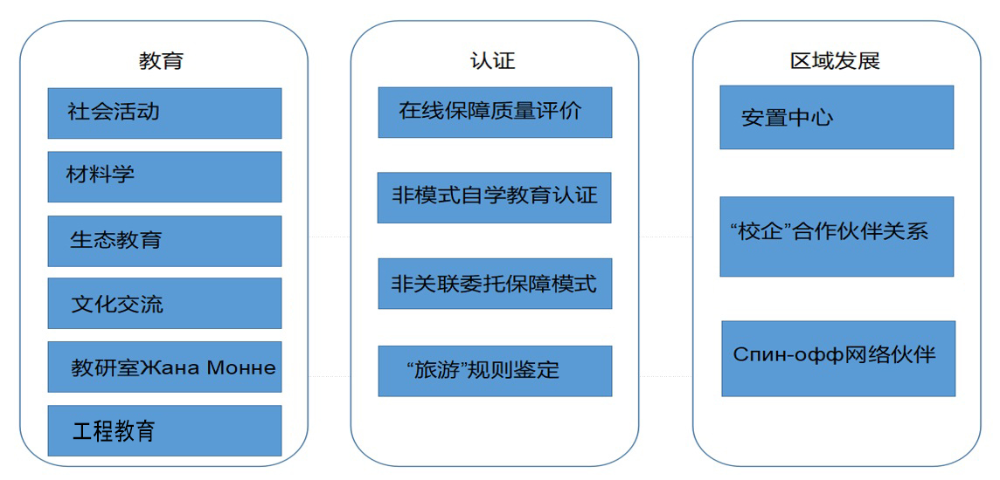 教育
社会活动
材料学
生态教育
文化交流
教研室Жана Монне
工程教育
认证
在线保障质量评价
非模式自学教育认证
非关联委托保障模式
“旅游”规则鉴定
区域发展
安置中心
“校企”合作伙伴关系
Спин-офф网络伙伴